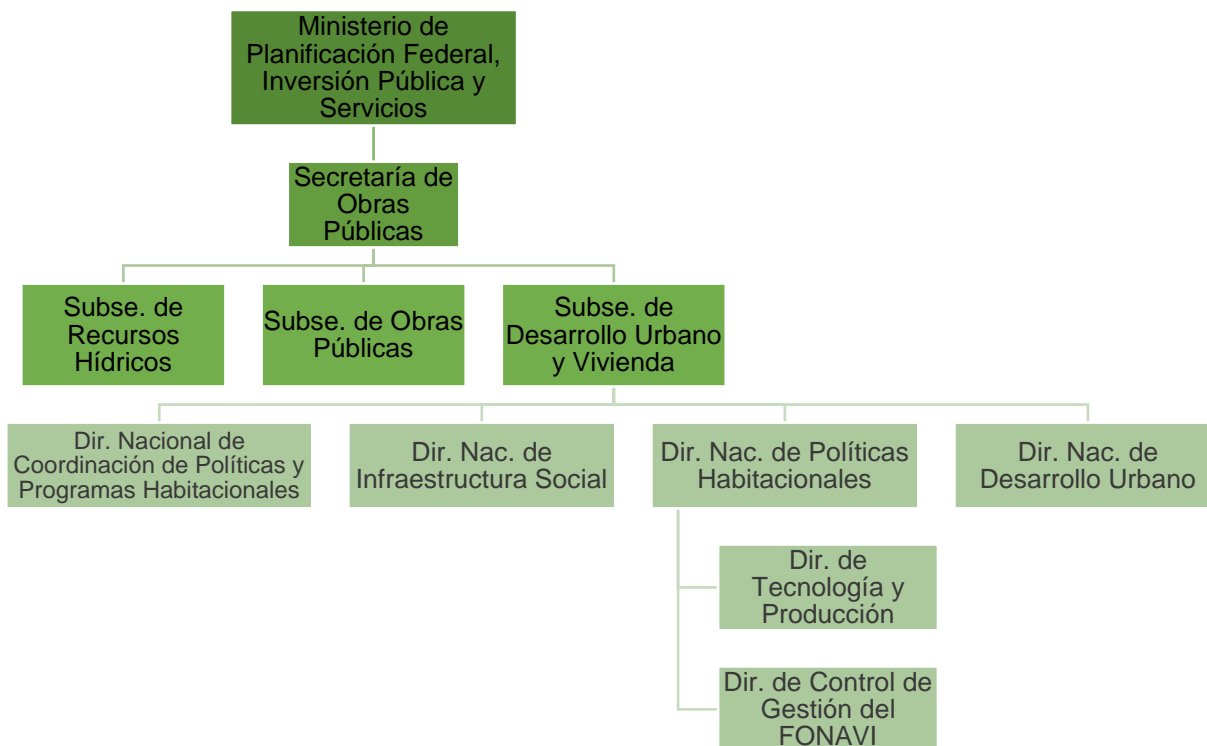 Ministerio de
Planificación Federal,
Inversión Pública y
Servicios
Secretaría de
Obras
Públicas
Subse. de
Recursos
Hídricos
Subse. de Obras
Públicas
Subse. de
Desarrollo Urbano
y Vivienda
Dir. Nacional de
Coordinación de Políticas y
Programas Habitacionales
Dir. Nac. de
Infraestructura Social
Dir. Nac. de Políticas
Habitacionales
Dir. Nac. de
Desarrollo Urbano
Dir. de
Tecnología y
Producción
Dir. de Control de
Gestión del
FONAVI